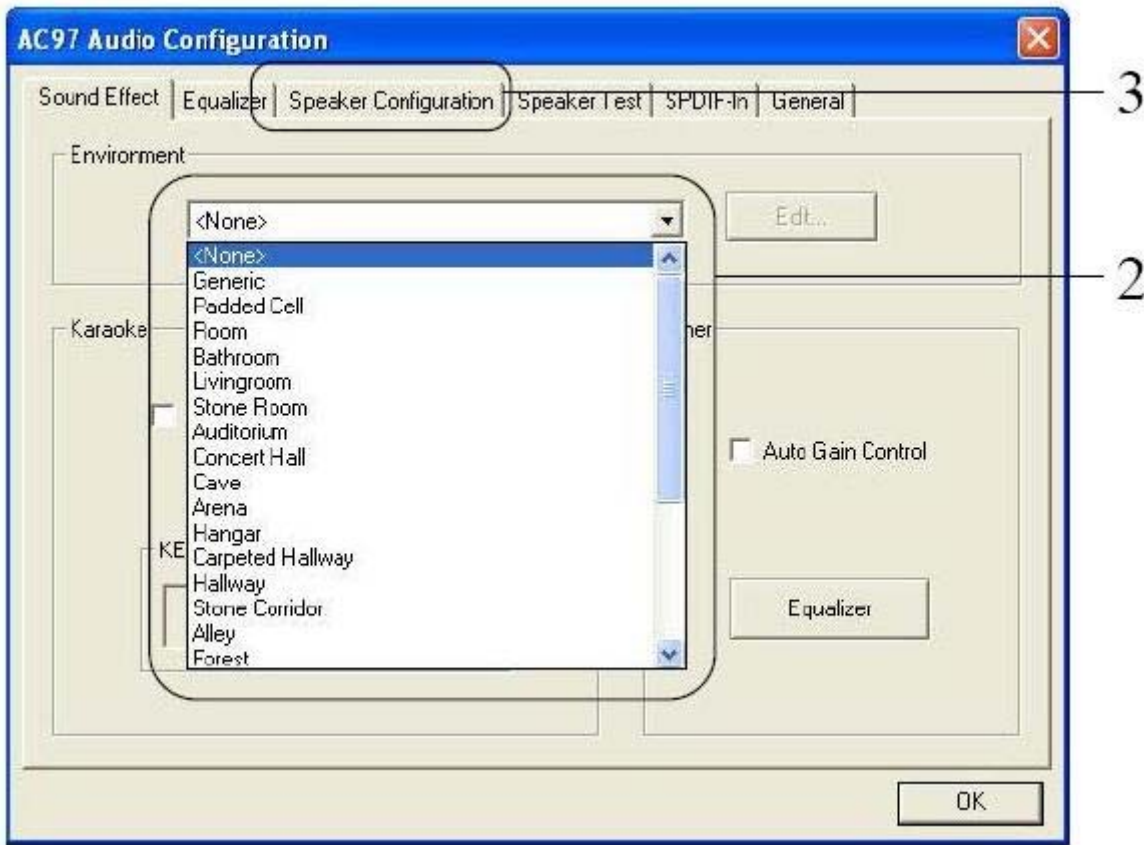 AC97 Audio Configuration
Sound Effect Equalizer Speaker Configuration Speaker Test SPDIF-In General
3
Environment
<None>
Edt...
2
<None>
Generic
Padded Cell
Room
Bathroom
Livingroom
Stone Room
Auditorium
Concert Hall
Cave
Arena
Hangar
Carpeted Hallway
Hallway
Stone Corridor
Alley
Forest
Karaoke
KE
her
Auto Gain Control
Equalizer
OK